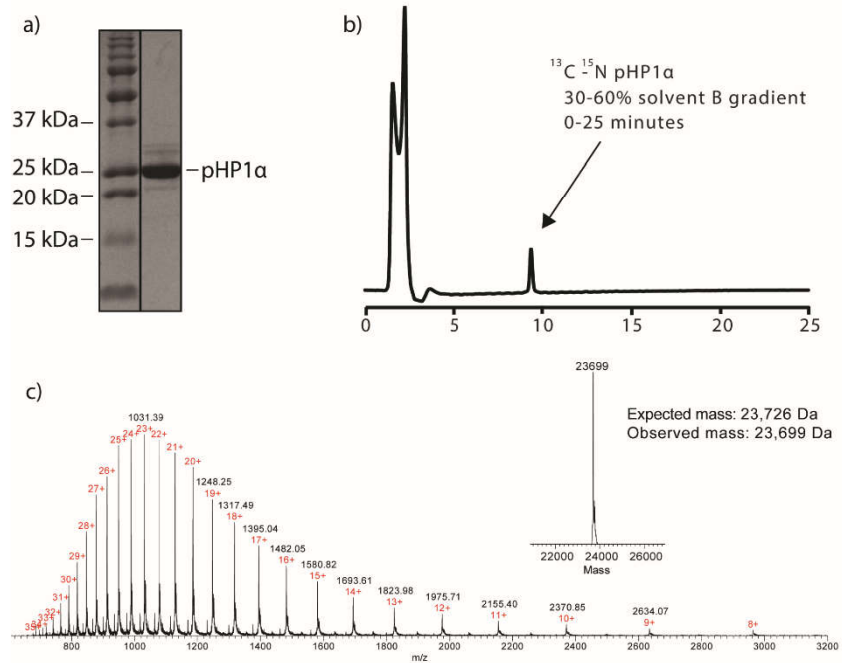 a)
37 kDa
25 kDa
20 kDa
15 kDa
pHP1α
b)
13C-15N pHP1α
30-60% solvent B gradient
0-25 minutes
0 5 10 15 20 25
c)
1031.39
1248.25
1317.49
1395.04
1482.05
1580.82
1693.61
1823.98
1975.71
2155.40
2370.85
2634.07
33+ 32+ 31+ 30+ 29+ 28+ 27+ 26+ 25+ 24+ 23+ 22+ 21+ 20+ 19+ 18+ 17+ 16+ 15+ 14+ 13+ 12+ 11+ 10+ 9+ 8+
800 1000 1200 1400 1600 1800 2000 2200 2400 2600 2800 3000 3200
m/z
23699
22000 24000 26000
Mass
Expected mass: 23,726 Da
Observed mass: 23,699 Da